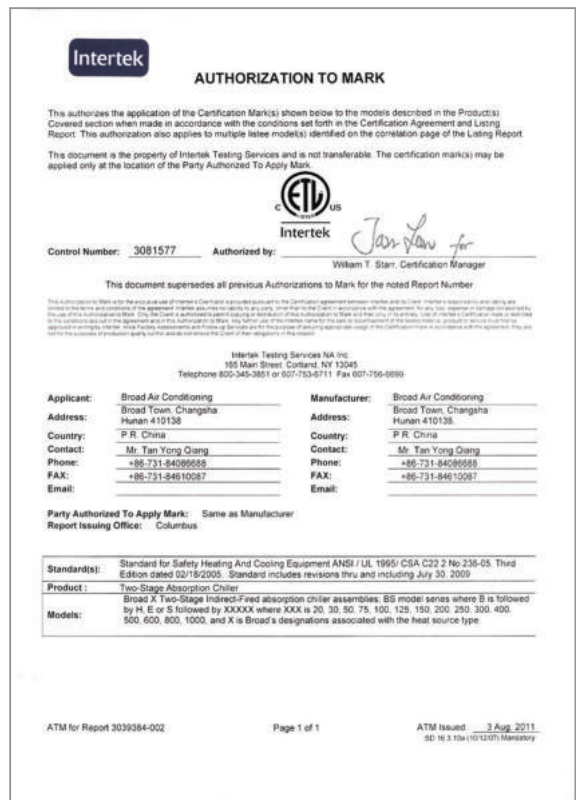 Intertek
AUTHORIZATION TO MARK
This authorizes the application of the Certification Mark(s) shown below to the models described in the Product(s)
Covered section when made in accordance with the conditions set forth in the Certification Agreement and Listing
Report. This authorization also applies to multiple listee model(s) identified on the correlation page of the Listing Report
This document is the property of Intertek Testing Services and is not transferable. The certification mark(s) may be
applied only at the location of the Party Authorized To Apply Mark.
C ETL US
LISTED
Intertek
Control Number: 3081577 Authorized by:
for
William T. Starr, Certification Manager
This document supersedes all previous Authorizations to Mark for the noted Report Number
Intertek Testing Services NA Inc.
165 Main Street, Cortland, NY 13045
Telephone 800-345-3851 or 607-753-6711 Fax 607-756-6699
Applicant: Broad Air Conditioning Manufacturer: Broad Air Conditioning
Address: Broad Town, Changsha Address: Broad Town, Changsha
Hunan 410138 Hunan 410138.
Country: P.R. China Country: P.R. China
Contact: Mr. Tan Yong Qiang Contact: Mr. Tan Yong Qiang
Phone: +86-731-84086688 Phone: +86-731-84086688
FAX: +86-731-84610087 FAX: +86-731-84610087
Email: Email:
Party Authorized To Apply Mark: Same as Manufacturer
Report Issuing Office: Columbus
Standard(s): Standard for Safety Heating And Cooling Equipment ANSI / UL 1995/ CSA C22.2 No 236-05. Third
Edition dated 02/18/2005. Standard includes revisions thru and including July 30. 2009
Product : Two-Stage Absorption Chiller
Models: Broad X Two-Stage Indirect-Fired absorption chiller assemblies; BS model series where B is followed
by H, E or S followed by XXXXX where XXX is 20, 30, 50, 75, 100, 125, 150, 200, 250, 300, 400,
500, 600, 800, 1000, and X is Broad's designations associated with the heat source type
ATM for Report 3039384-002 Page 1 of 1 ATM Issued: 3 Aug. 2011
SD 16.3.10a (10/12/07) Mandatory